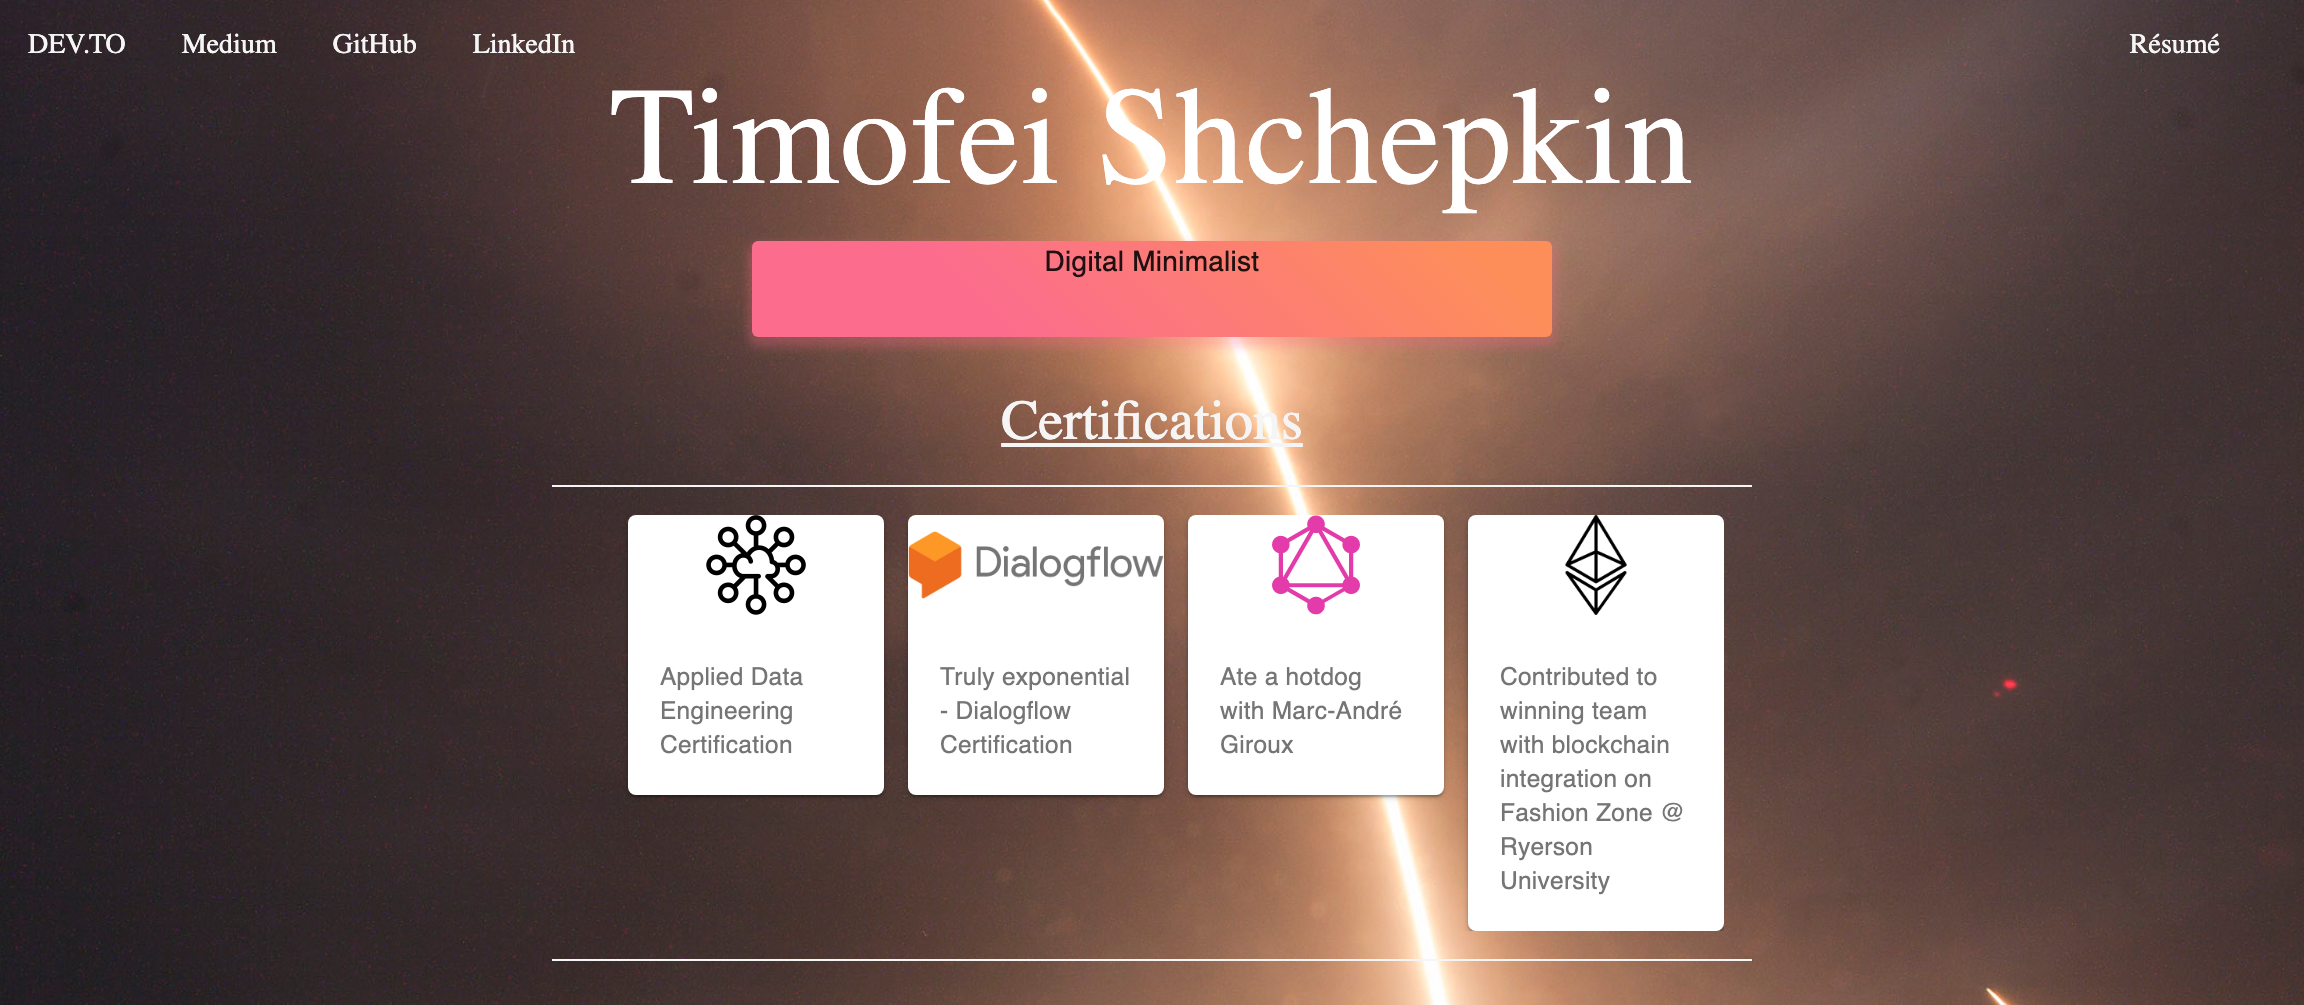 DEV.TO Medium GitHub LinkedIn Résumé
Timofei Shchepkin
Digital Minimalist
Certifications
Dialogflow
Applied Data
Engineering
Certification
Truly exponential
- Dialogflow
Certification
Ate a hotdog
with Marc-André
Giroux
Contributed to
winning team
with blockchain
integration on
Fashion Zone @
Ryerson
University